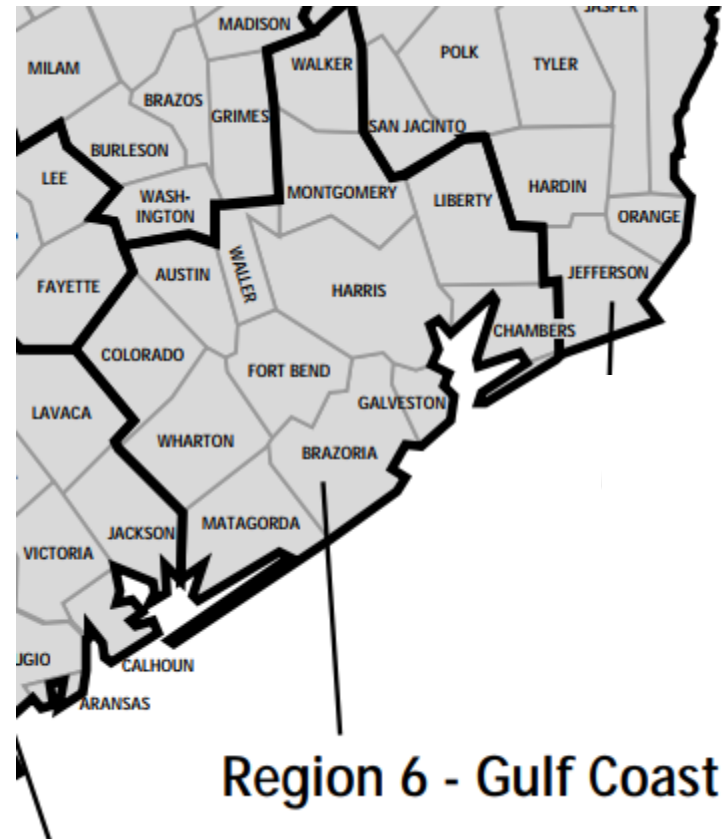 JASPER
MADISON
WALKER
POLK
TYLER
MILAM
BRAZOS
GRIMES
SAN JACINTO
BURLESON
LEE
WASH-
INGTON
MONTGOMERY
LIBERTY
HARDIN
ORANGE
WALLER
AUSTIN
JEFFERSON
FAYETTE
HARRIS
CHAMBERS
COLORADO
FORT BEND
GALVESTON
LAVACA
WHARTON
BRAZORIA
MATAGORDA
JACKSON
VICTORIA
UGIO
CALHOUN
ARANSAS
Region 6 - Gulf Coast